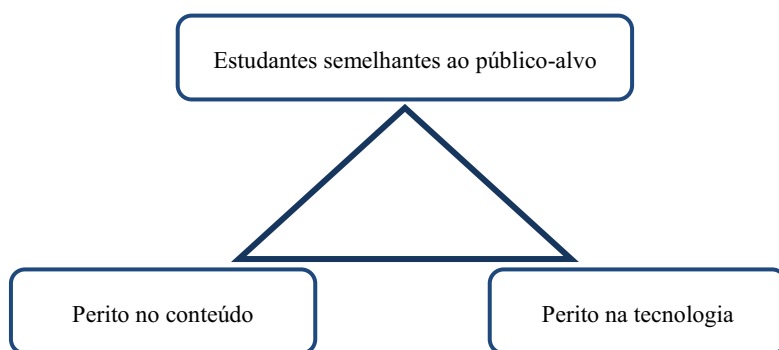 Estudantes semelhantes ao público-alvo
Perito no conteúdo
Perito na tecnologia